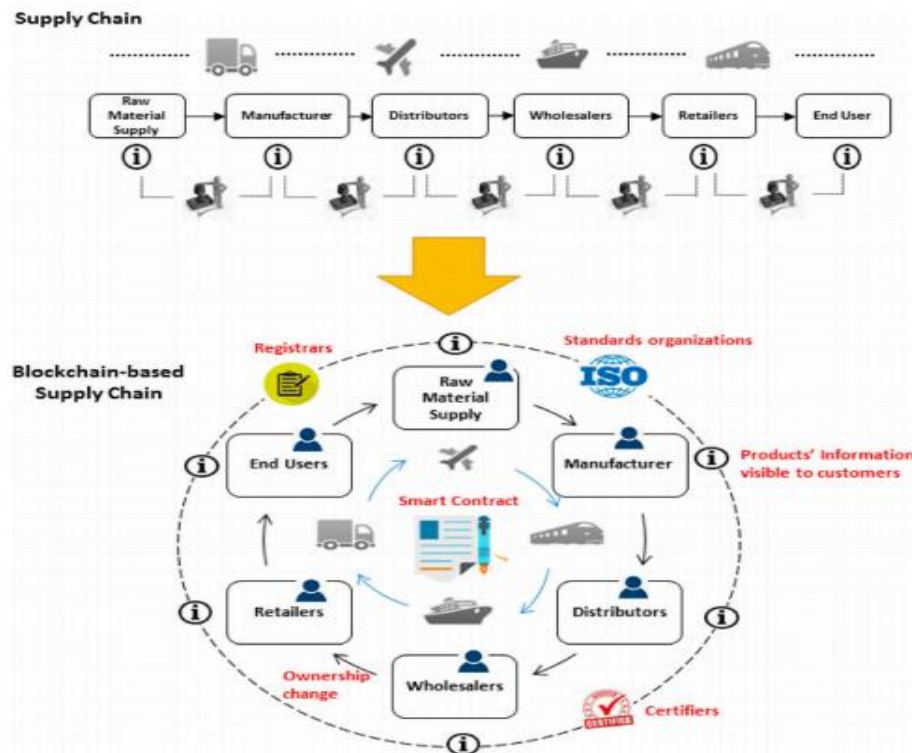 Supply Chain
Raw
Material
Supply
Manufacturer
Distributors
Wholesalers
Retailers
End User
i
i
i
i
i
i
Blockchain-based
Supply Chain
Registrars
i
Standards organizations
ISO
Raw
Material
Supply
End Users
Manufacturer
i
i
Products' Information
visible to customers
Smart Contract
Retailers
Distributors
i
i
Ownership
change
Wholesalers
CERTIFIED
Certifiers
i